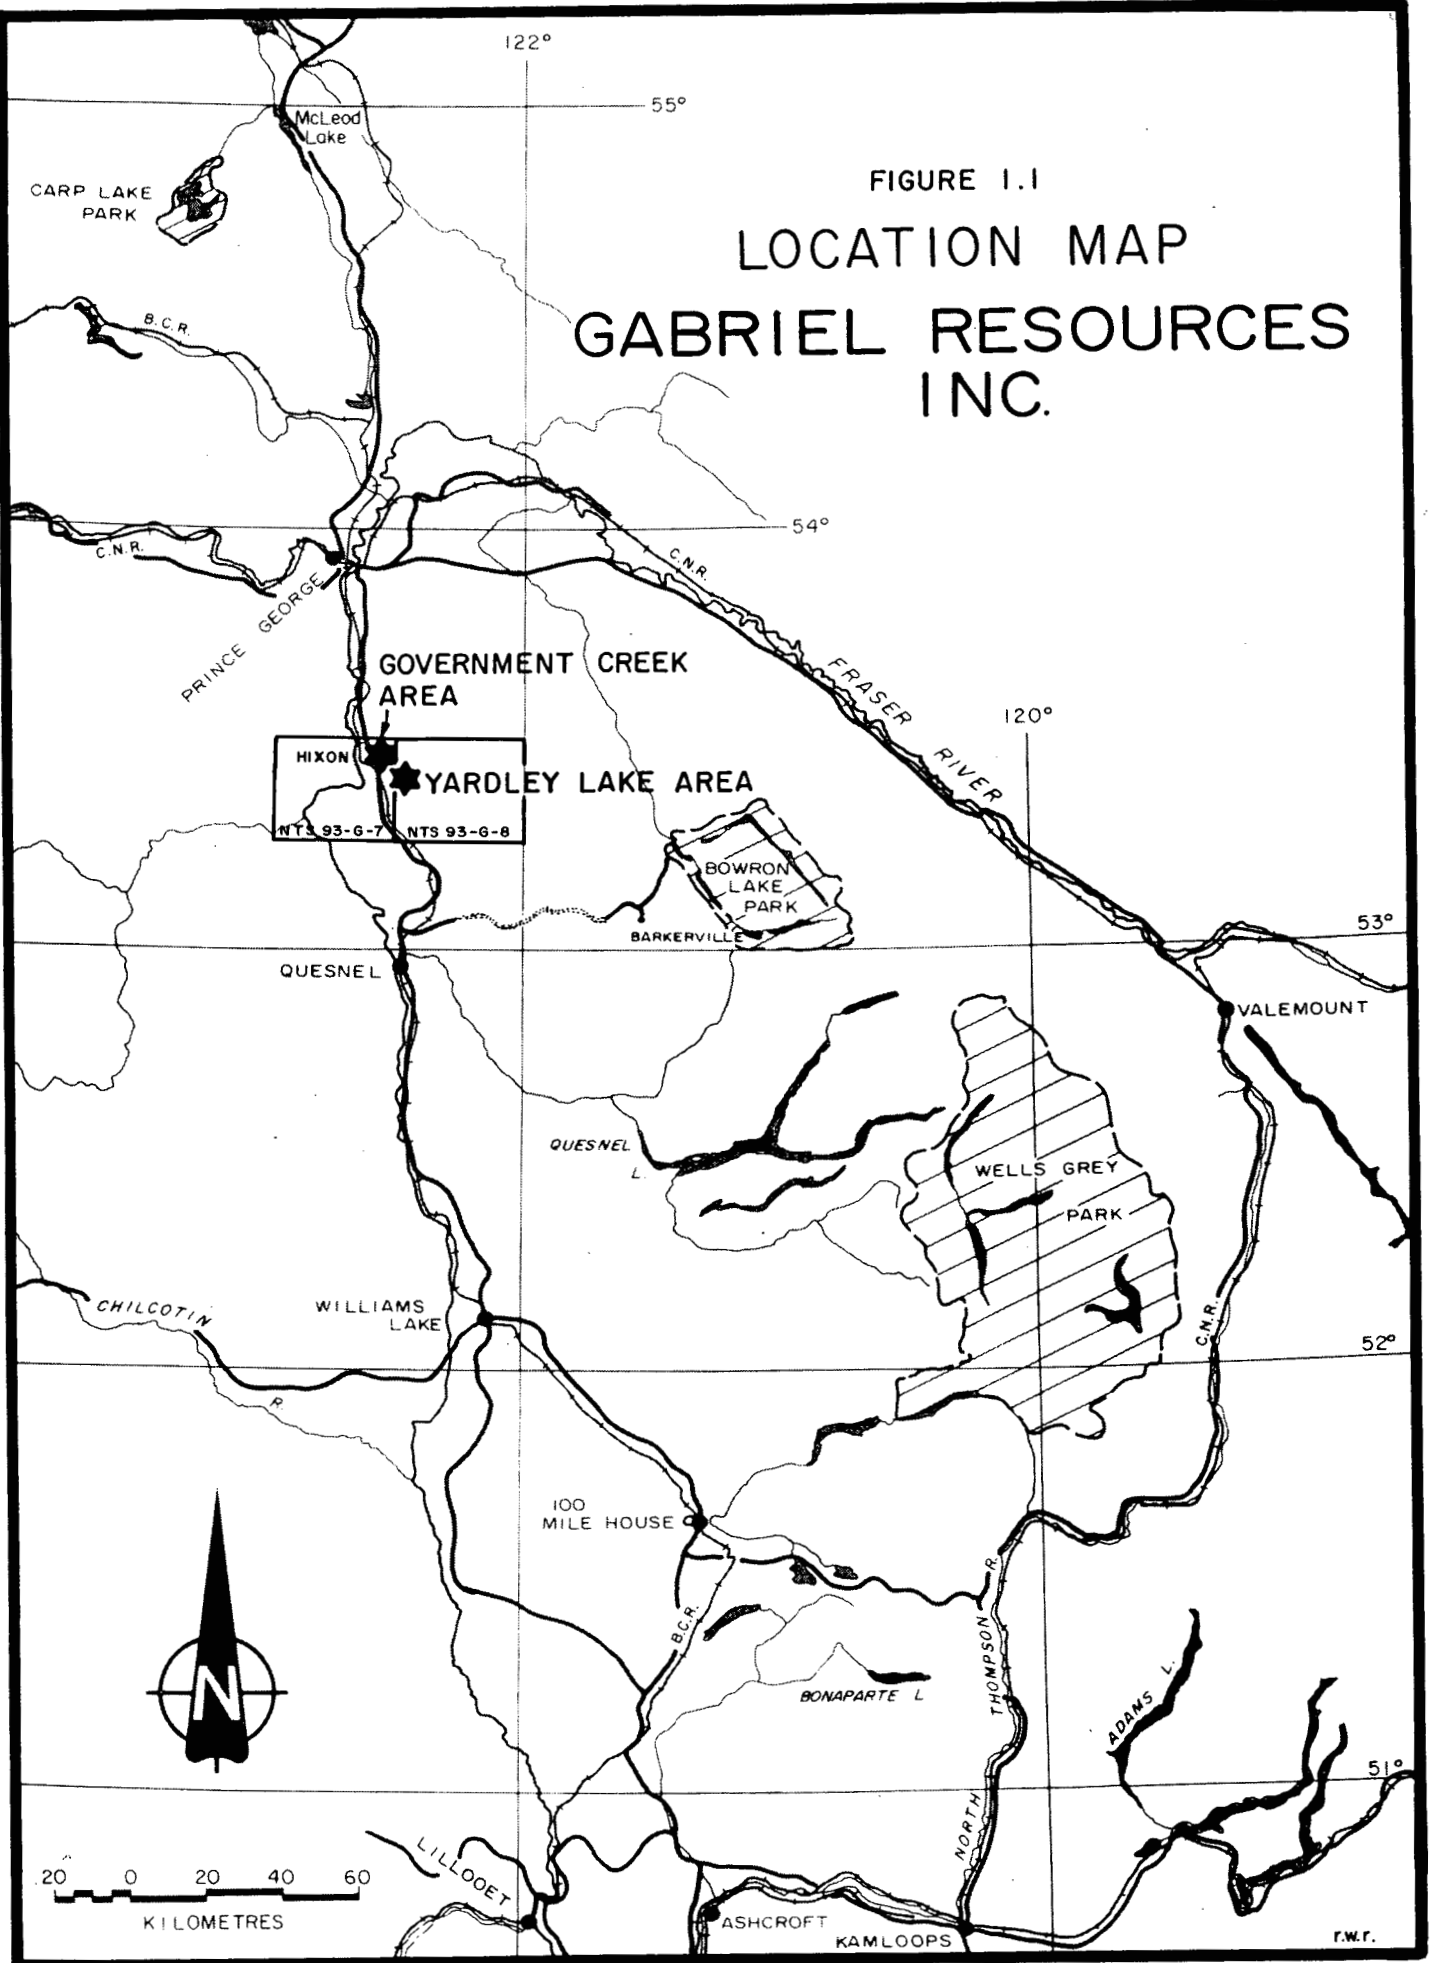 122°
55°
McLeod
Lake
CARP LAKE
PARK
FIGURE 1.1
LOCATION MAP
GABRIEL RESOURCES
INC.
B.C.R.
54°
C.N.R.
C.N.R.
PRINCE GEORGE
GOVERNMENT CREEK
AREA
FRASER RIVER
120°
HIXON
YARDLEY LAKE AREA
NTS 93-G-7
NTS 93-G-8
BOWRON
LAKE
PARK
BARKERVILLE
53°
QUESNEL
VALEMOUNT
QUESNEL
L.
WELLS GREY
PARK
CHILCOTIN
R.
WILLIAMS
LAKE
C.N.R.
52°
100
MILE HOUSE
B.C.R.
NORTH THOMPSON R.
BONAPARTE L
ADAMS L.
N
51°
LILLOOET
20 0 20 40 60
KILOMETRES
ASHCROFT
KAMLOOPS
r.w.r.